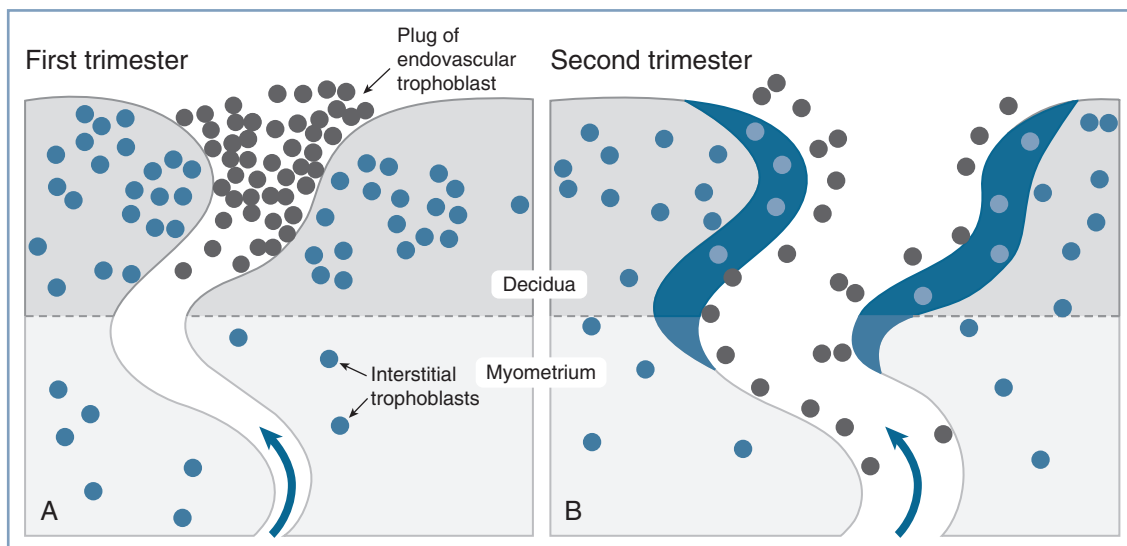 First trimester
Plug of
endovascular
trophoblast
Second trimester
Decidua
Myometrium
Interstitial
trophoblasts
A
B